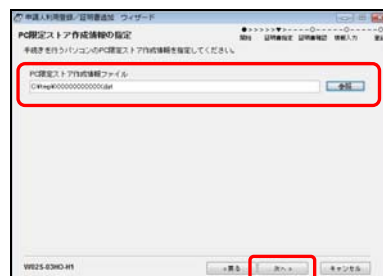 申請人利用登録／証明書追加 ウィザード
PC限定ストア作成情報の指定
開始 証明書指定 証明書確認 情報入力
手続きを行うパソコンのPC限定ストア作成情報を指定してください。
PC限定ストア作成情報ファイル
参照
W025-03HO-H1
<戻る 次へ> キャンセル